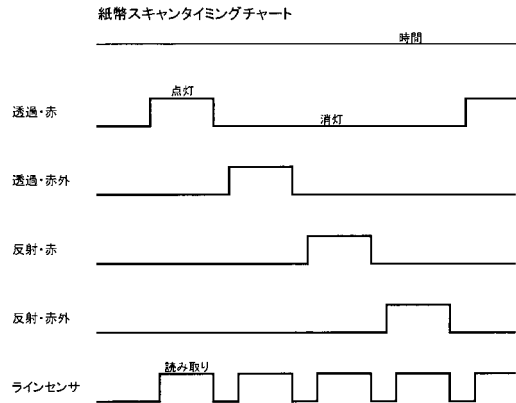 紙幣スキャンタイミングチャート
時間
点灯
透過・赤
消灯
透過・赤外
反射・赤
反射・赤外
読み取り
ラインセンサ